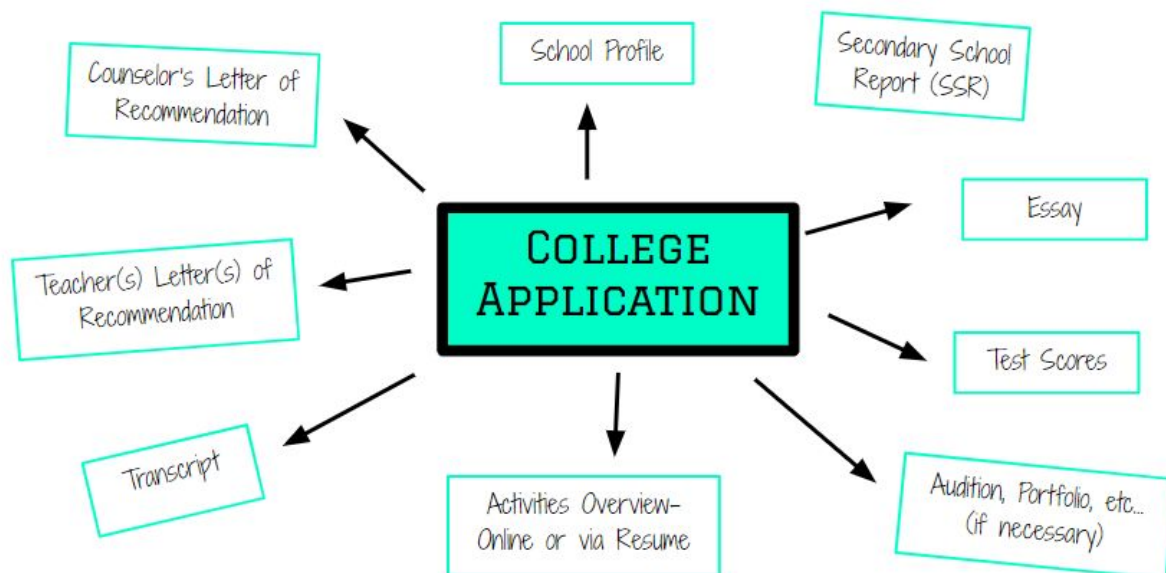 School Profile
Secondary School
Report (SSR)
Counselor's Letter of
Recommendation
Essay
COLLEGE
APPLICATION
Teacher(s) Letter(s) of
Recommendation
Test Scores
Transcript
Activities Overview-
Online or via Resume
Audition, Portfolio, etc...
(if necessary)